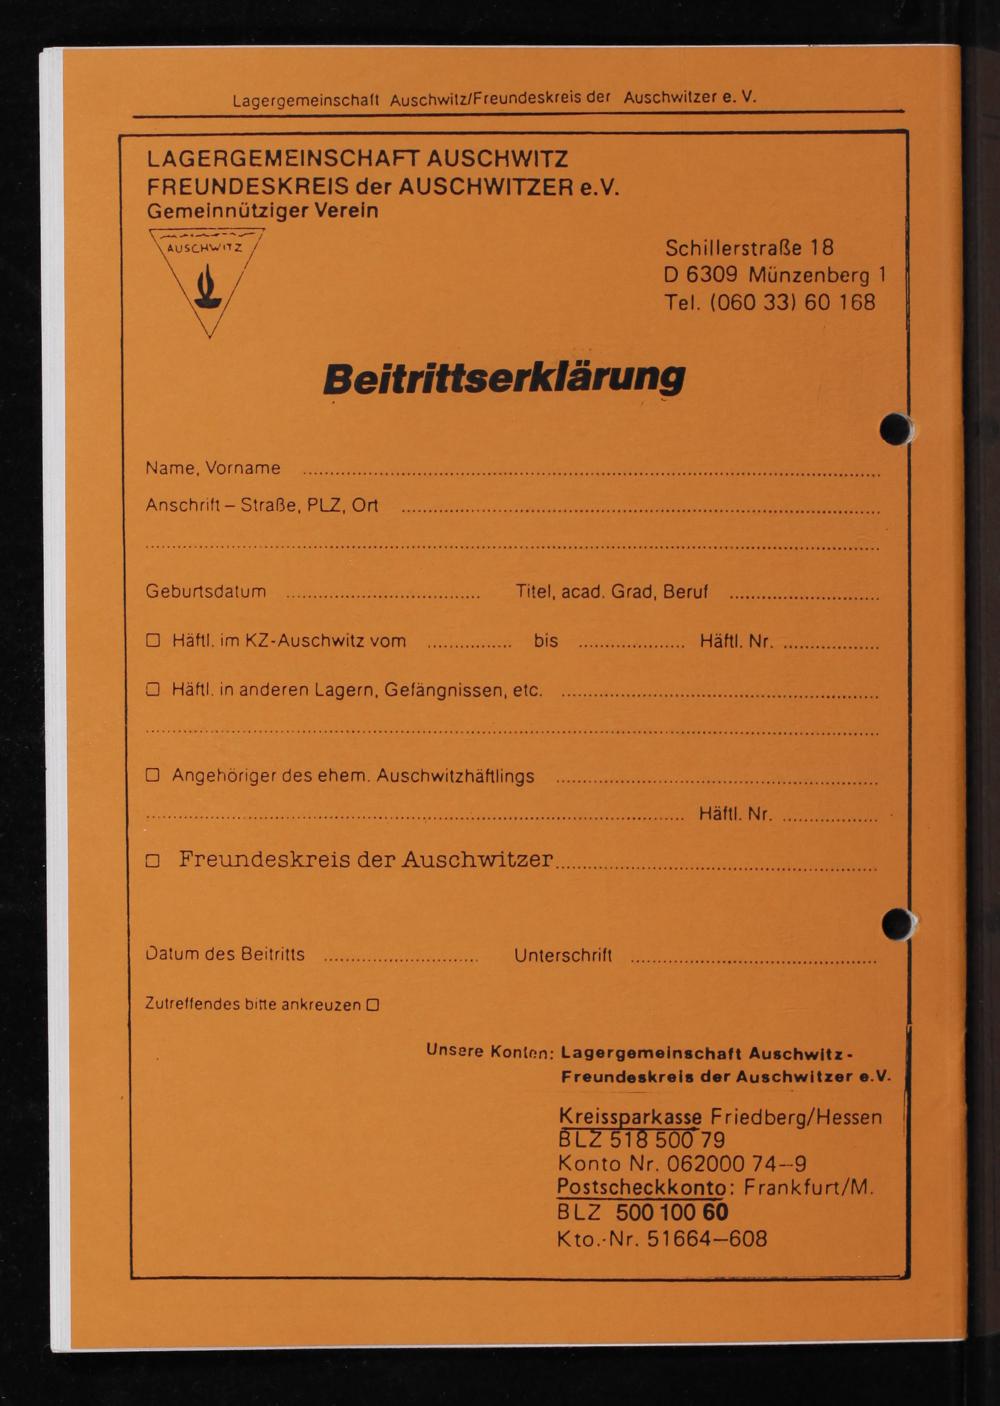 Lagergemeinschaft Auschwitz/Freundeskreis der Auschwitzer e. V.
LAGERGEMEINSCHAFT AUSCHWITZ
FREUNDESKREIS der AUSCHWITZER e.V.
Gemeinnütziger Verein
AUSCHWITZ
Schillerstraße 18
D 6309 Münzenberg 1
Tel. (060 33) 60 168
Beitrittserklärung
Name, Vorname
Anschrift – Straße, PLZ, Ort
Geburtsdatum Titel, acad. Grad, Beruf
☐ Häftl. im KZ-Auschwitz vom bis Häftl. Nr.
☐ Häftl. in anderen Lagern, Gefängnissen, etc.
☐ Angehöriger des ehem. Auschwitzhäftlings
Häftl. Nr.
☐ Freundeskreis der Auschwitzer
Datum des Beitritts Unterschrift
Zutreffendes bitte ankreuzen ☐
Unsere Konten: Lagergemeinschaft Auschwitz-
Freundeskreis der Auschwitzer e.V.
Kreissparkasse Friedberg/Hessen
BLZ 518 500 79
Konto Nr. 062000 74--9
Postscheckkonto: Frankfurt/M.
BLZ 500 100 60
Kto.-Nr. 51664–608